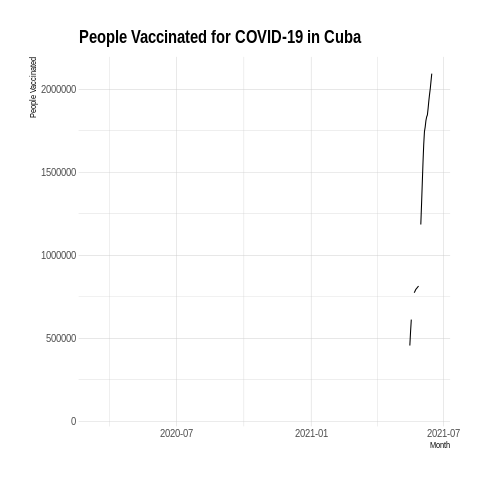 People Vaccinated for COVID-19 in Cuba
People Vaccinated
2000000
1500000
1000000
500000
0
2020-07
2021-01
2021-07
Month